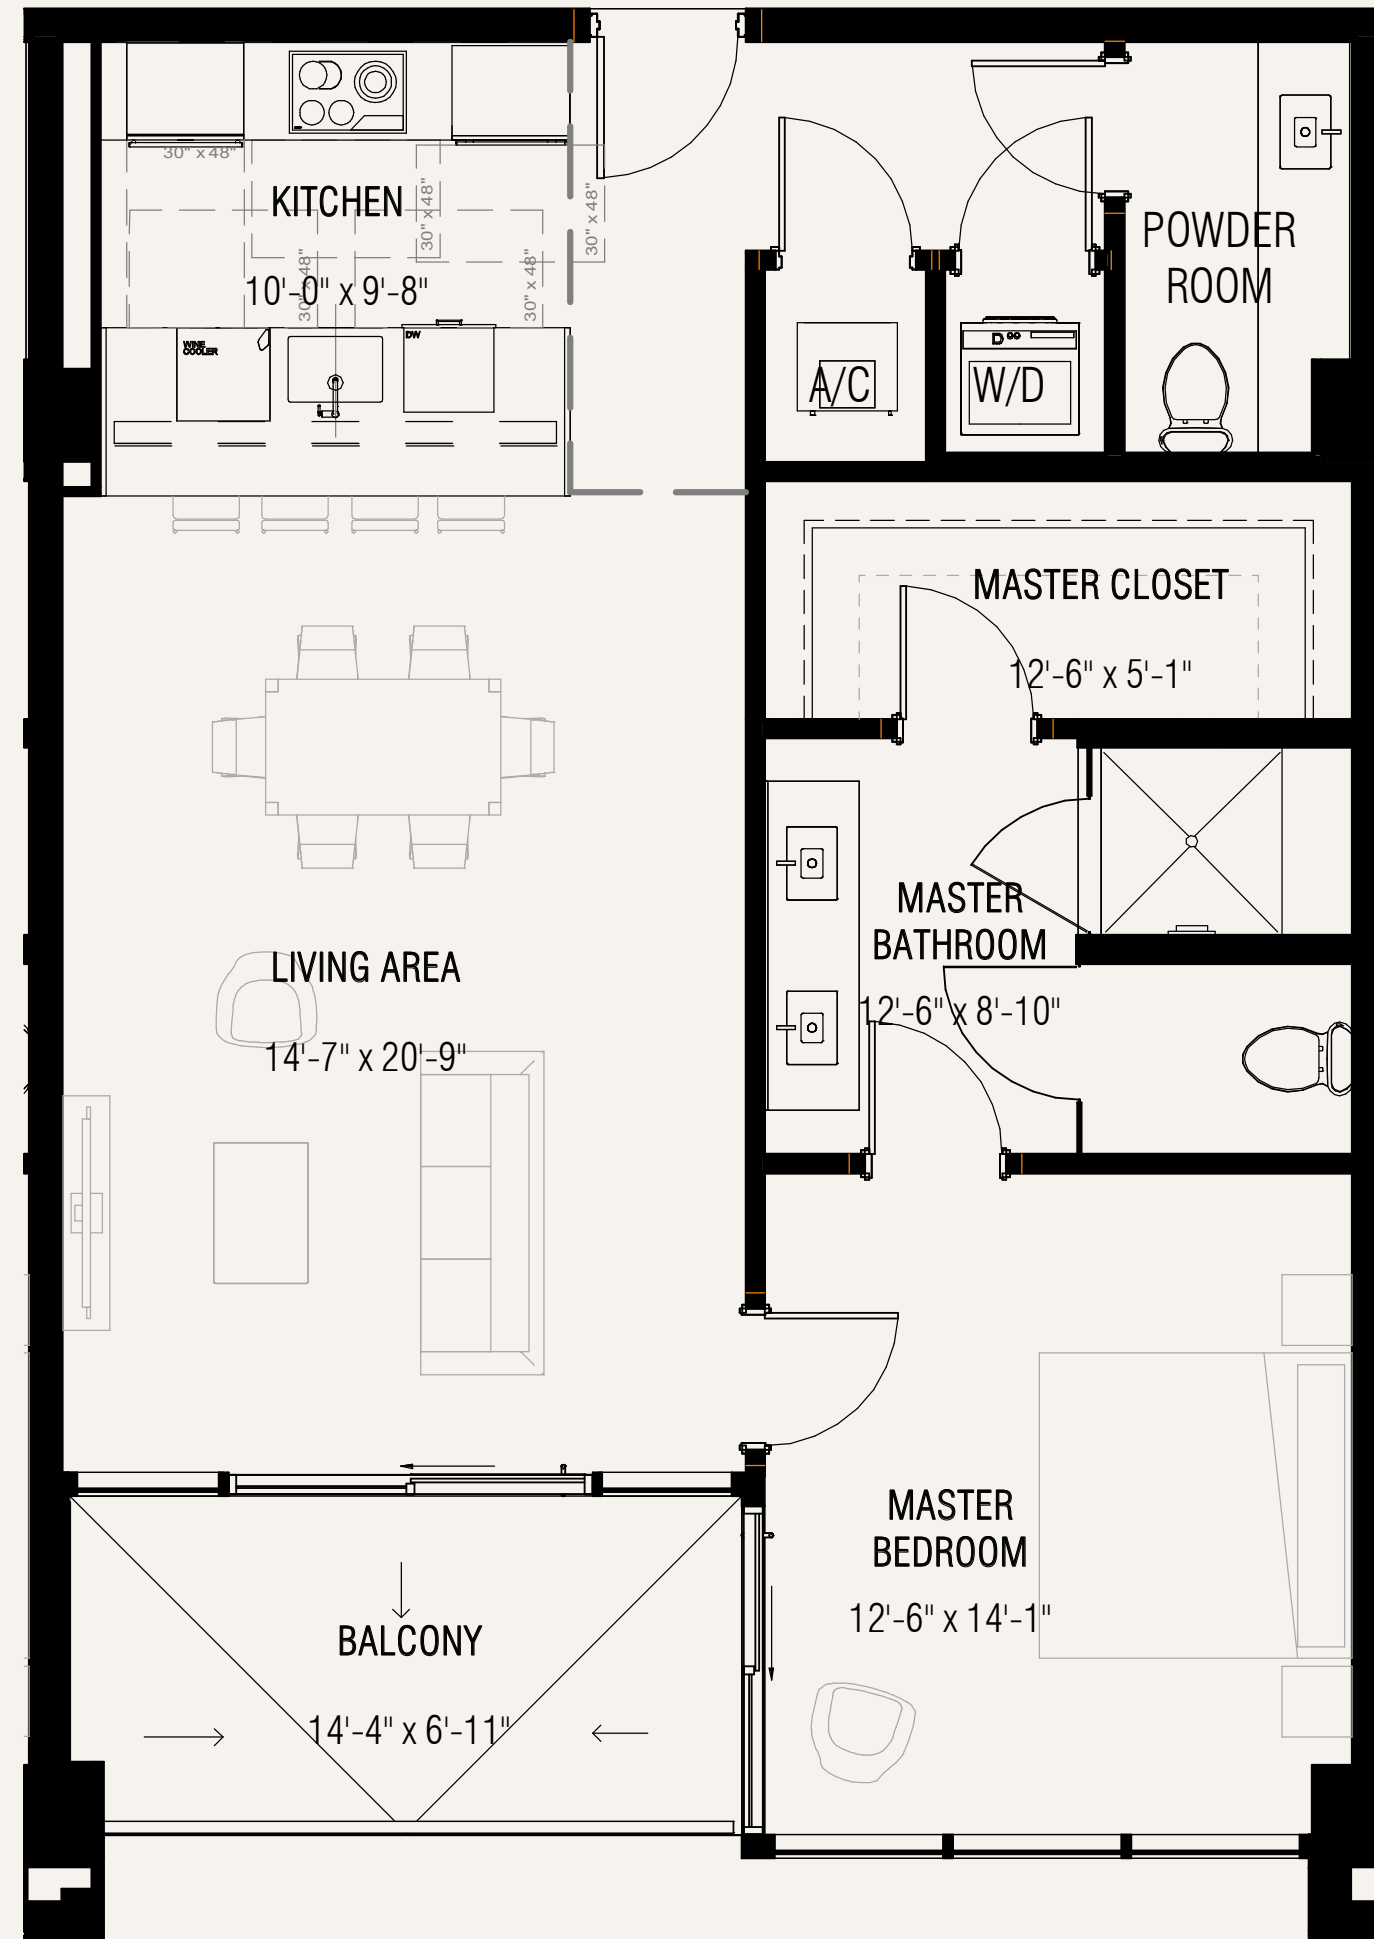 30" x 48"
KITCHEN
30" x 48"
30" x 48"
10'-0" x 9'-8"
30" x 48"
30" x 48"
WINE
COOLER
DW
POWDER
ROOM
A/C
D
W/D
MASTER CLOSET
12'-6" x 5'-1"
MASTER
BATHROOM
12'-6" x 8'-10"
LIVING AREA
14'-7" x 20'-9"
MASTER
BEDROOM
12'-6" x 14'-1"
BALCONY
14'-4" x 6'-11"